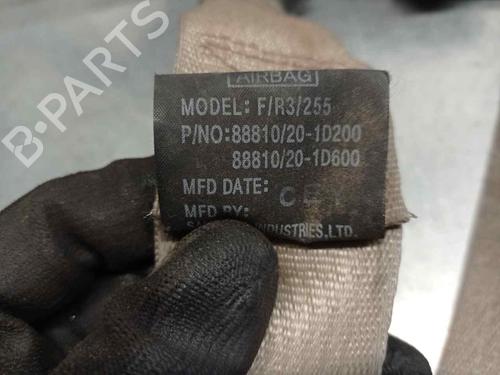 AIRBAG
MODEL: F/R3/255
P/NO:88810/20-1D200
88810/20-1D600
MFD DATE:
MFD BY:
INDUSTRIES,LTD.
B-PARTS